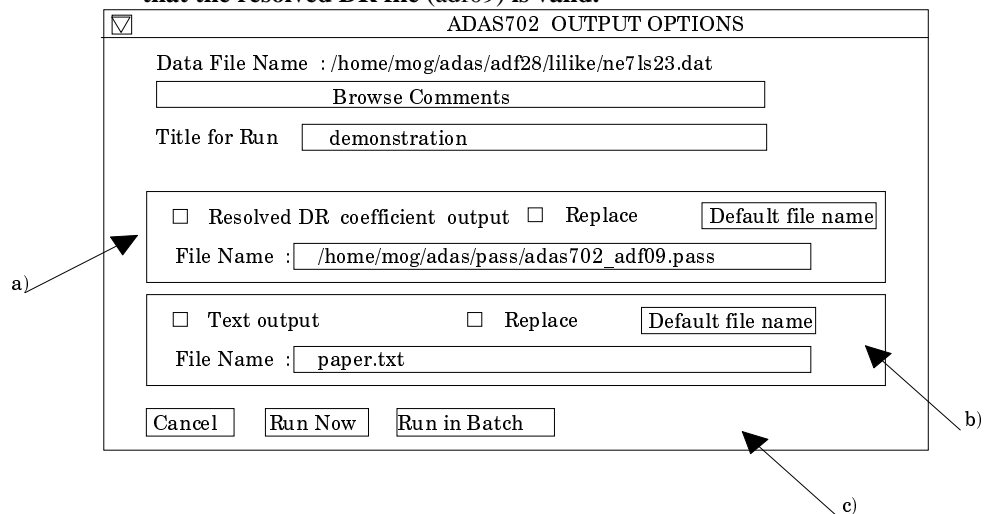 that the resolved DR file (adf09) is valid.
ADAS702 OUTPUT OPTIONS
Data File Name : /home/mog/adas/adf28/lilike/ne7ls23.dat
Browse Comments
Title for Run demonstration
Resolved DR coefficient output Replace Default file name
a)
File Name : /home/mog/adas/pass/adas702_adf09.pass
Text output Replace Default file name
File Name : paper.txt
b)
Cancel Run Now Run in Batch
c)